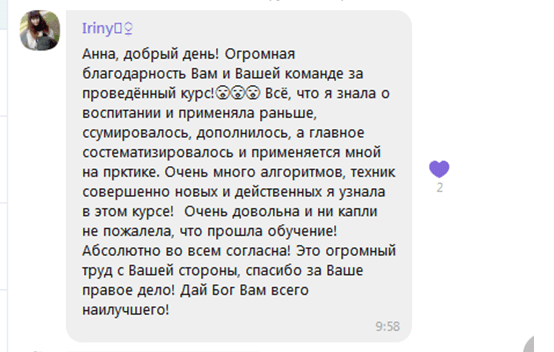 Iriny
Анна, добрый день! Огромная
благодарность Вам и Вашей команде за
проведённый курс!😮😮😮 Всё, что я знала о
воспитании и применяла раньше,
ссумировалось, дополнилось, а главное
состематизировалось и применяется мной
на прктике. Очень много алгоритмов, техник
совершенно новых и действенных я узнала
в этом курсе!  Очень довольна и ни капли
не пожалела, что прошла обучение!
Абсолютно во всем согласна! Это огромный
труд с Вашей стороны, спасибо за Ваше
правое дело! Дай Бог Вам всего
наилучшего!
9:58
2